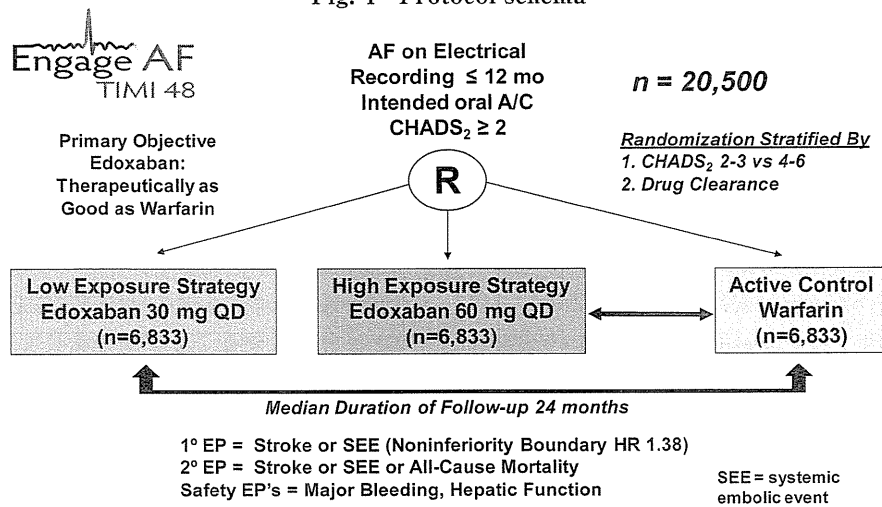 Fig. 1 Protocol schema
Engage AF
TIMI 48
AF on Electrical
Recording ≤ 12 mo
Intended oral A/C
CHADS₂ ≥ 2
n = 20,500
Primary Objective
Edoxaban:
Therapeutically as
Good as Warfarin
Randomization Stratified By
1. CHADS₂ 2-3 vs 4-6
2. Drug Clearance
R
Low Exposure Strategy
Edoxaban 30 mg QD
(n=6,833)
High Exposure Strategy
Edoxaban 60 mg QD
(n=6,833)
Active Control
Warfarin
(n=6,833)
Median Duration of Follow-up 24 months
1º EP = Stroke or SEE (Noninferiority Boundary HR 1.38)
2º EP = Stroke or SEE or All-Cause Mortality
Safety EP's = Major Bleeding, Hepatic Function
SEE = systemic
embolic event